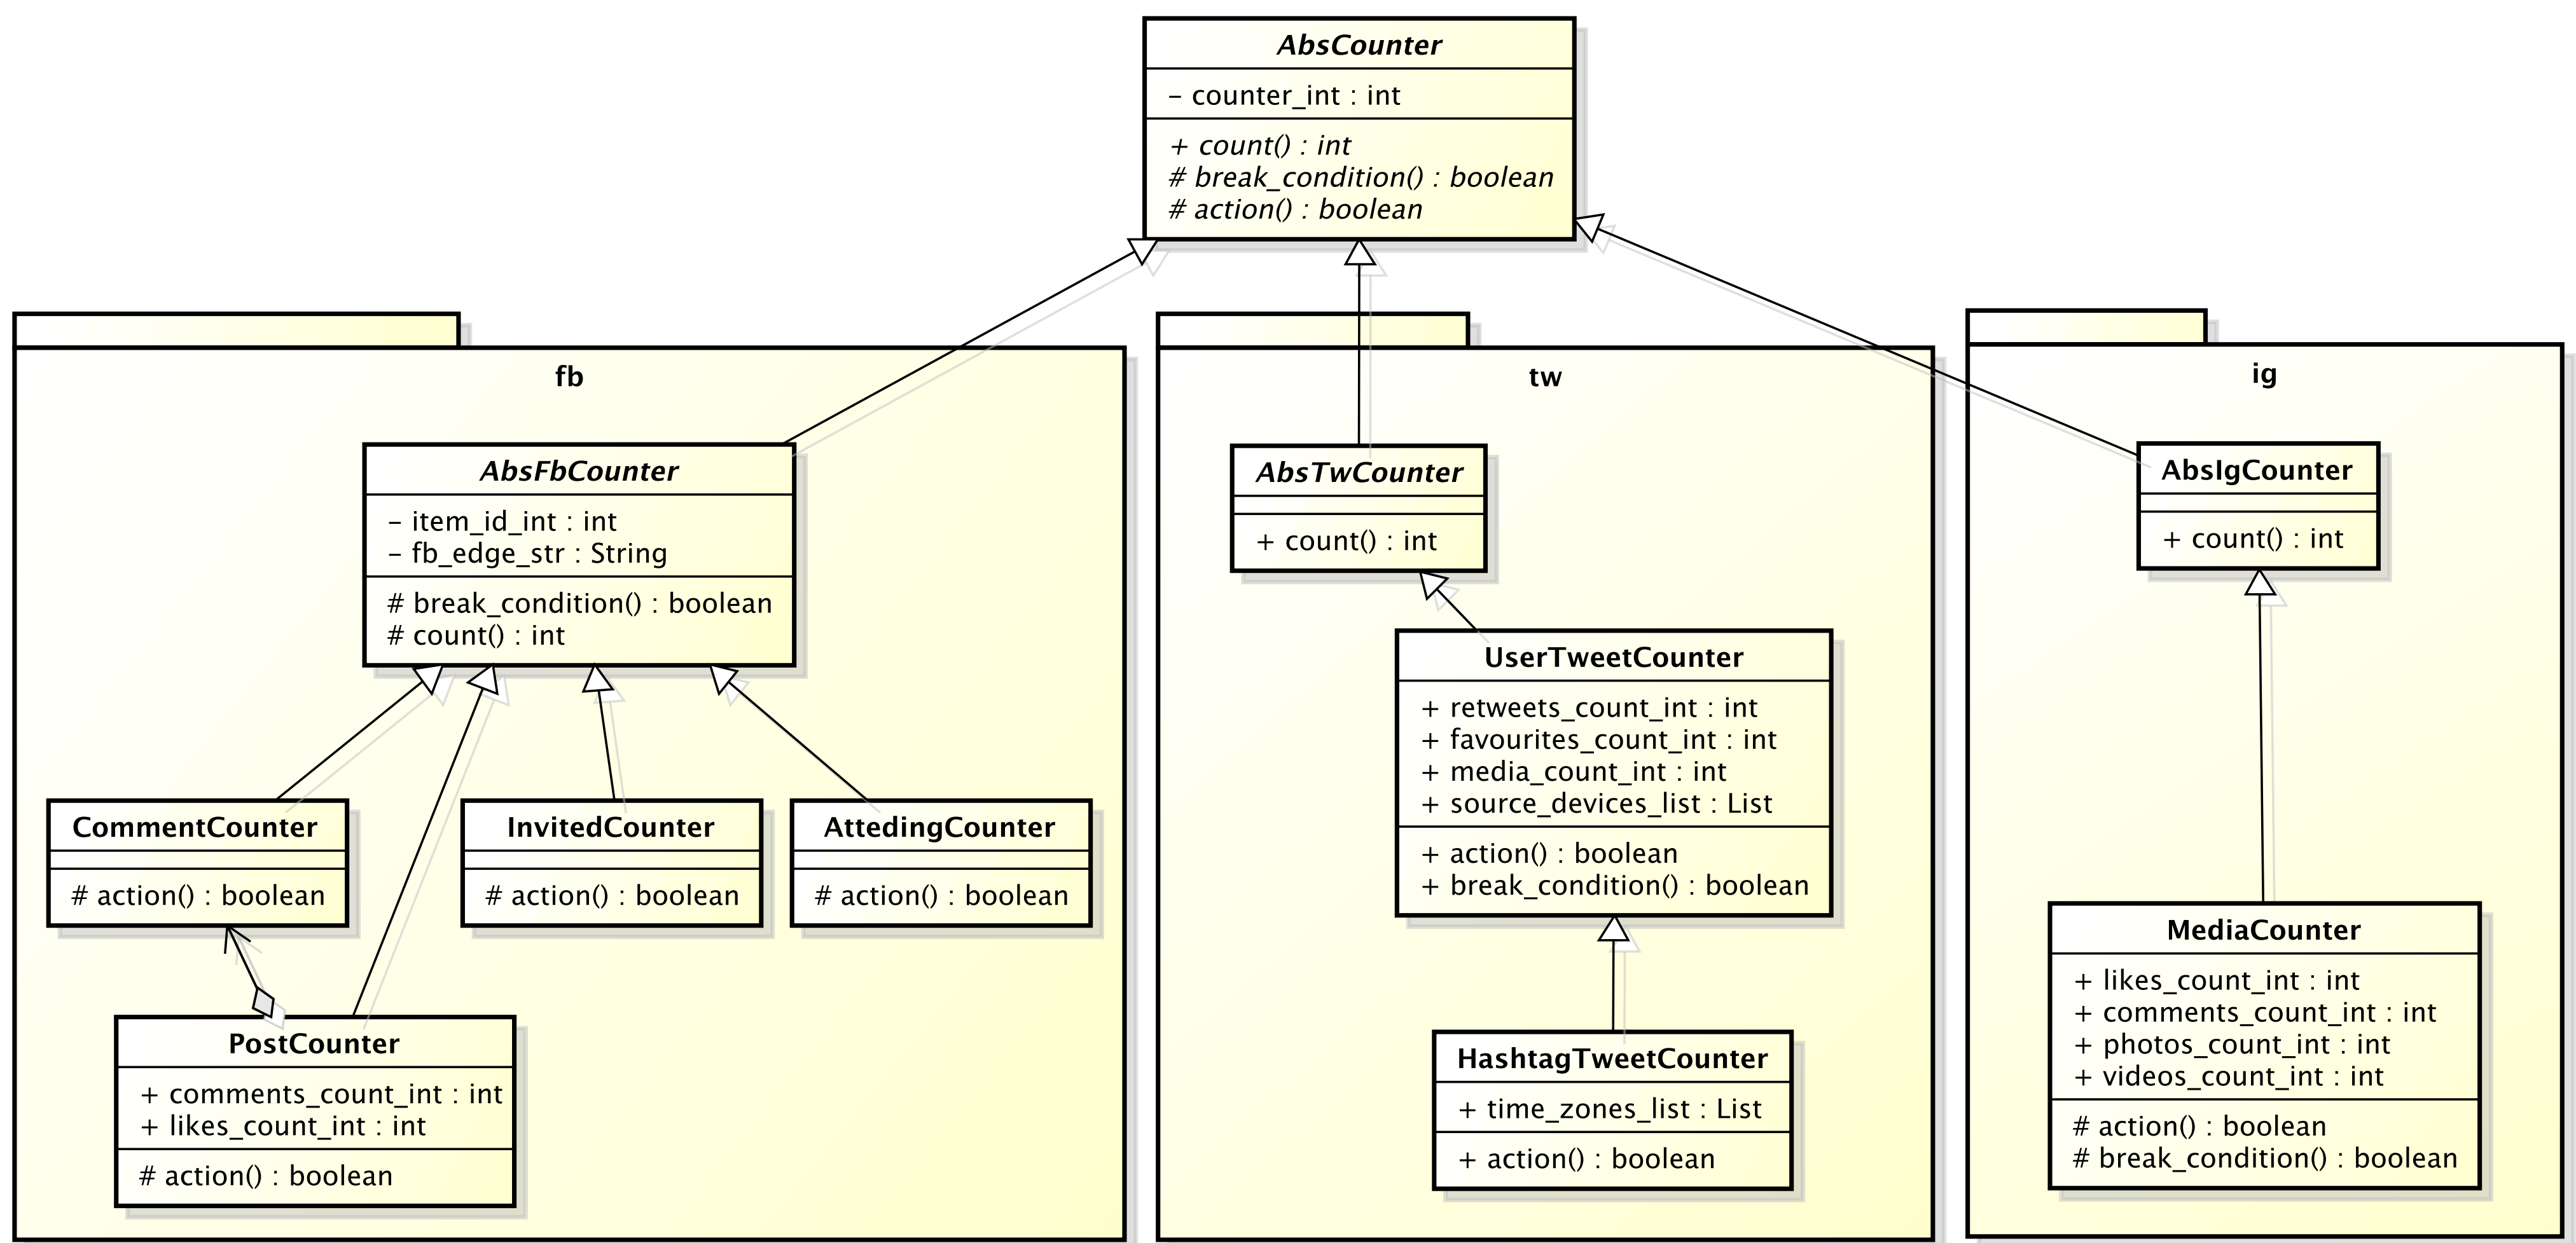 AbsCounter
– counter_int : int
+ count() : int
# break_condition() : boolean
# action() : boolean
fb
AbsFbCounter
– item_id_int : int
– fb_edge_str : String
# break_condition() : boolean
# count() : int
CommentCounter
# action() : boolean
InvitedCounter
# action() : boolean
AttedingCounter
# action() : boolean
PostCounter
+ comments_count_int : int
+ likes_count_int : int
# action() : boolean
tw
AbsTwCounter
+ count() : int
UserTweetCounter
+ retweets_count_int : int
+ favourites_count_int : int
+ media_count_int : int
+ source_devices_list : List
+ action() : boolean
+ break_condition() : boolean
HashtagTweetCounter
+ time_zones_list : List
+ action() : boolean
ig
AbsIgCounter
+ count() : int
MediaCounter
+ likes_count_int : int
+ comments_count_int : int
+ photos_count_int : int
+ videos_count_int : int
# action() : boolean
# break_condition() : boolean